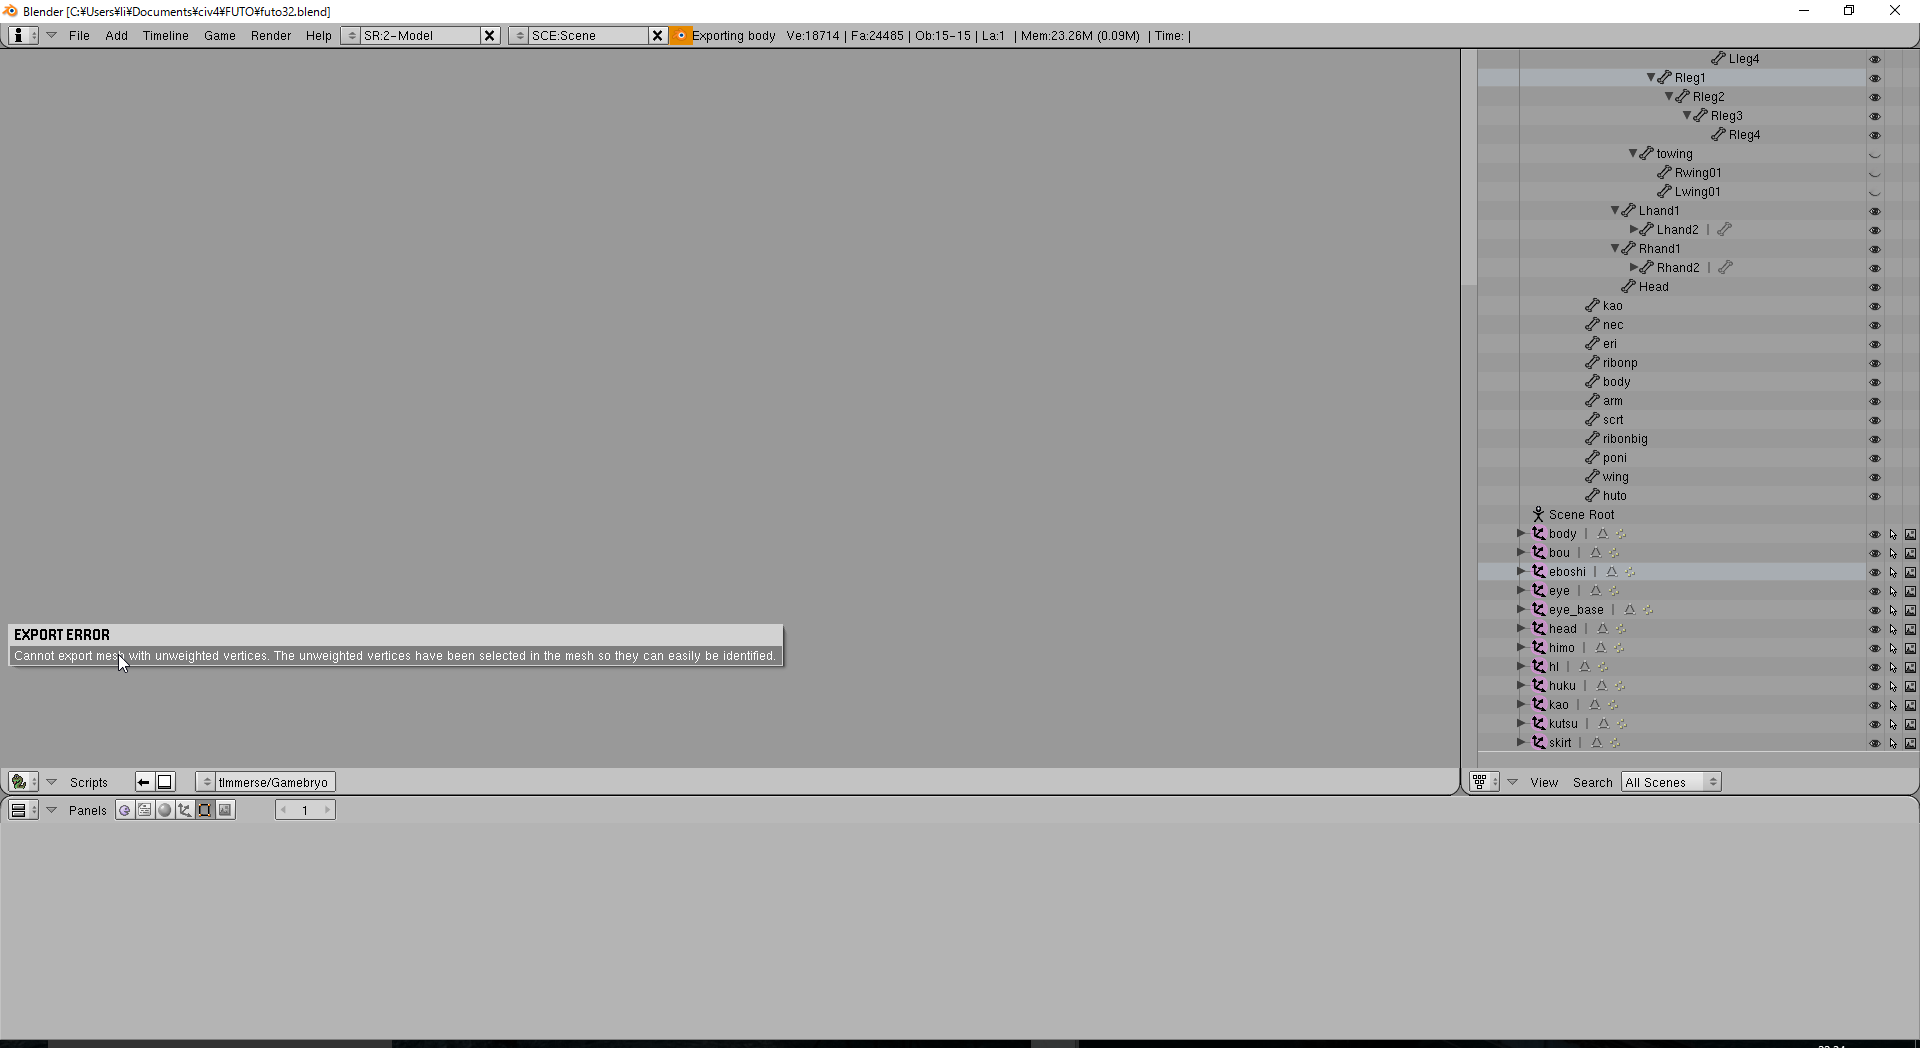 Blender [C:¥Users¥li¥Documents¥civ4¥FUTO¥futo32.blend]
File Add Timeline Game Render Help SR:2-Model SCE:Scene Exporting body Ve:18714 | Fa:24485 | Ob:15-15 | La:1 | Mem:23.26M (0.09M) | Time: |
Lleg4
Rleg1
Rleg2
Rleg3
Rleg4
towing
Rwing01
Lwing01
Lhand1
Lhand2
Rhand1
Rhand2
Head
kao
nec
eri
ribonp
body
arm
scrt
ribonbig
poni
wing
huto
Scene Root
body
bou
eboshi
eye
eye_base
head
himo
hl
huku
kao
kutsu
skirt
EXPORT ERROR
Cannot export mesh with unweighted vertices. The unweighted vertices have been selected in the mesh so they can easily be identified.
Scripts tImmerse/Gamebryo
View Search All Scenes
Panels 1